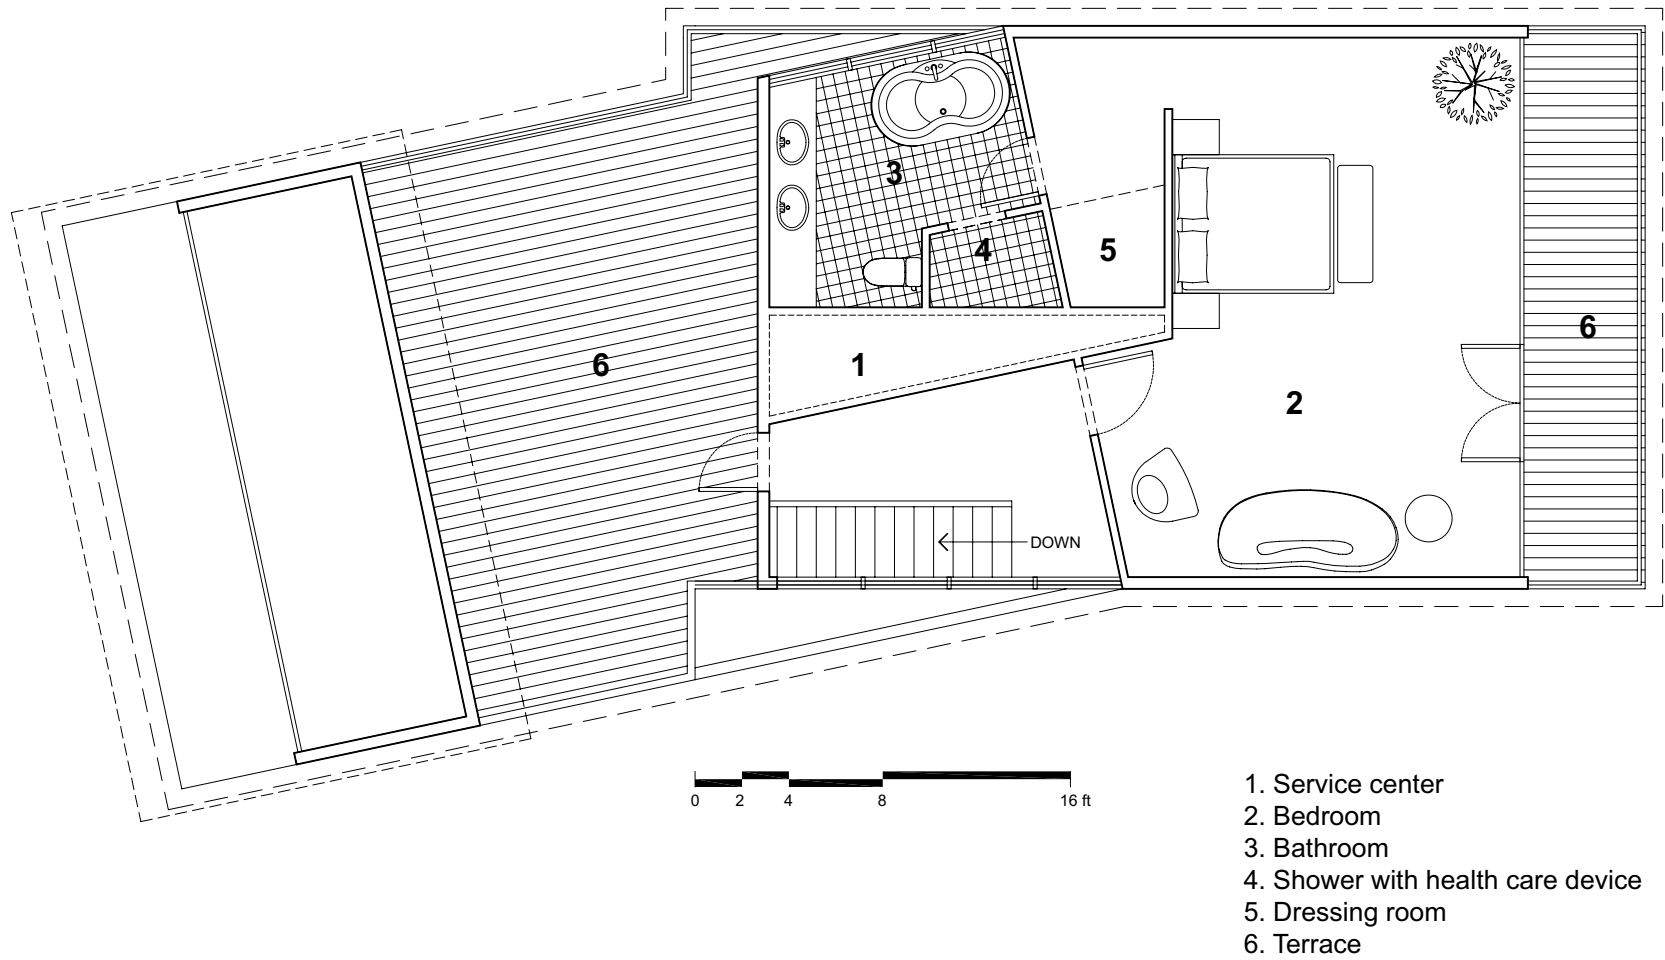 3
4
5
6
6
1
2
DOWN
0 2 4 8 16 ft
1. Service center
2. Bedroom
3. Bathroom
4. Shower with health care device
5. Dressing room
6. Terrace